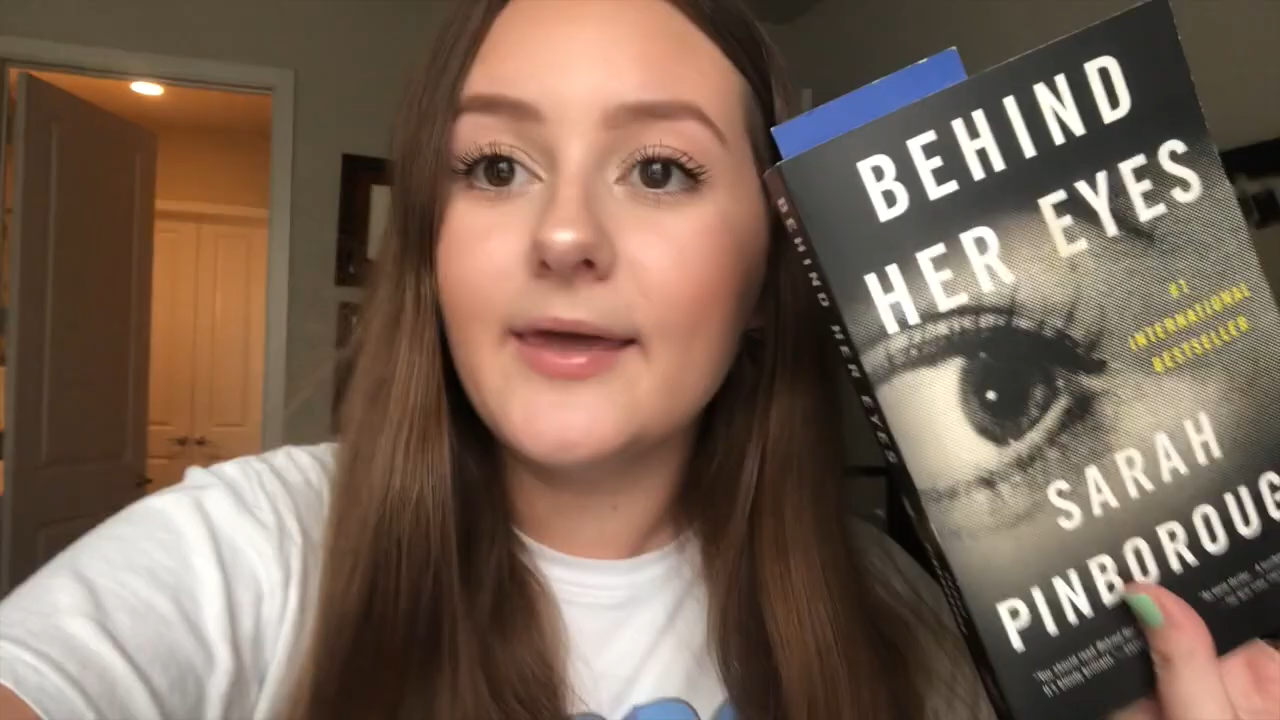 BEHIND
HER EYES
#1
INTERNATIONAL
BESTSELLER
SARAH
PINBOROUG
BEHIND HER EYES